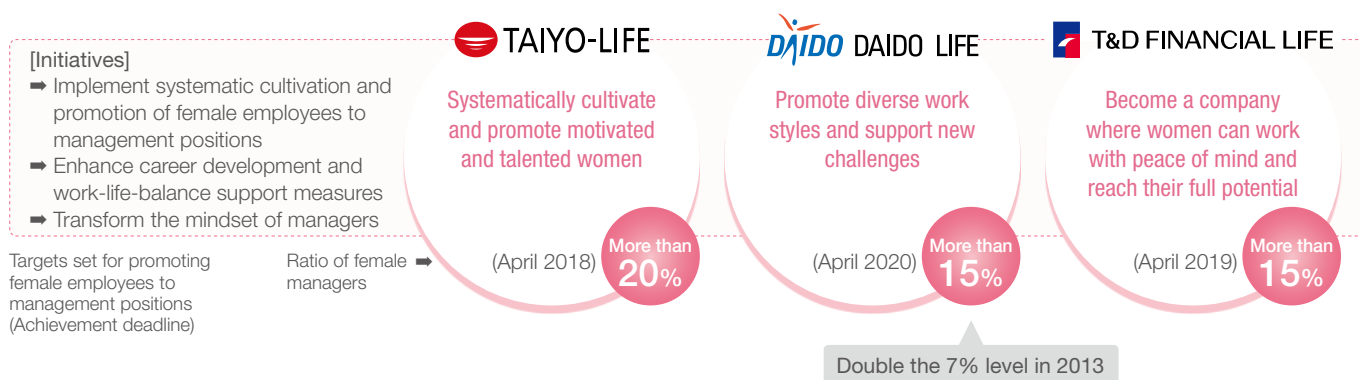 [Initiatives]
➡ Implement systematic cultivation and
promotion of female employees to
management positions
➡ Enhance career development and
work-life-balance support measures
➡ Transform the mindset of managers
TAIYO-LIFE
Systematically cultivate
and promote motivated
and talented women
DAIDO DAIDO LIFE
Promote diverse work
styles and support new
challenges
T&D FINANCIAL LIFE
Become a company
where women can work
with peace of mind and
reach their full potential
Targets set for promoting
female employees to
management positions
(Achievement deadline)
Ratio of female ➡
managers
(April 2018)
More than
20%
(April 2020)
More than
15%
(April 2019)
More than
15%
Double the 7% level in 2013